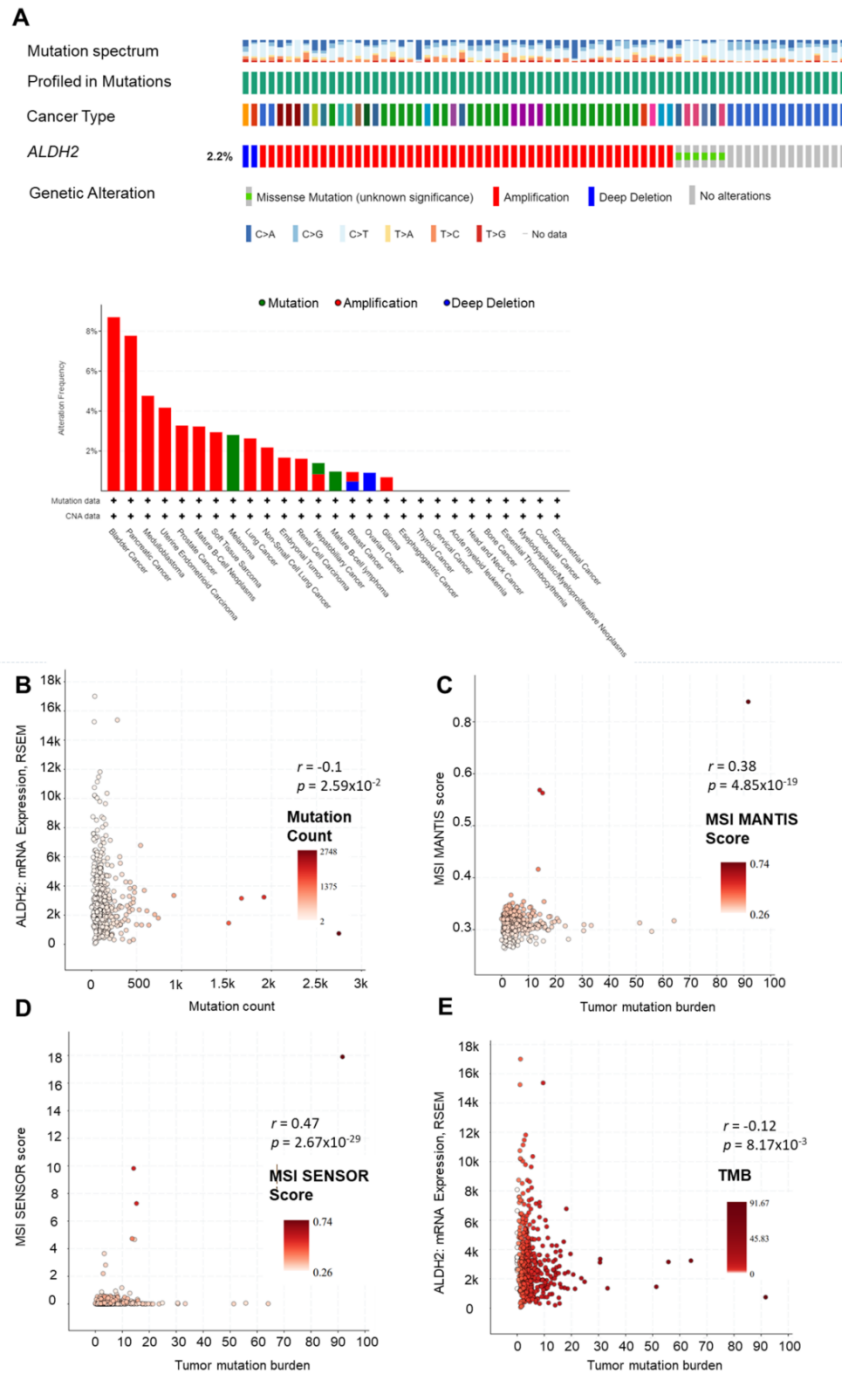 A
Mutation spectrum
Profiled in Mutations
Cancer Type
ALDH2 2.2%
Genetic Alteration
Missense Mutation (unknown significance) Amplification Deep Deletion No alterations
C>A C>G C>T T>A T>C T>G No data
Mutation Amplification Deep Deletion
Alteration Frequency
8%
6%
4%
2%
Mutation data + + + + + + + + + + + + + + + + + + + + + + + + + + +
CNA data + + + + + + + + + + + + + + + + + + + + + + + + + + +
Bladder Cancer
Pancreatic Cancer
Medulloblastoma
Uterine Endometrioid Carcinoma
Prostate Cancer
Mature B-Cell Neoplasms
Soft Tissue Sarcoma
Melanoma
Lung Cancer
Non-Small Cell Lung Cancer
Embryonal Tumor
Renal Cell Carcinoma
Hepatobiliary Cancer
Mature B-cell lymphoma
Breast Cancer
Ovarian Cancer
Glioma
Esophagogastric Cancer
Thyroid Cancer
Cervical Cancer
Acute myeloid leukemia
Head and Neck Cancer
Bone Cancer
Essential Thrombocythemia
Myelodysplastic/Myeloproliferative Neoplasms
Colorectal Cancer
Endometrial Cancer
B
ALDH2: mRNA Expression, RSEM
18k
16k
14k
12k
10k
8k
6k
4k
2k
0
r = -0.1
p = 2.59x10-2
Mutation
Count
2748
1375
2
0 500 1k 1.5k 2k 2.5k 3k
Mutation count
C
MSI MANTIS score
0.8
0.6
0.5
0.4
0.3
r = 0.38
p = 4.85x10-19
MSI MANTIS
Score
0.74
0.26
0 10 20 30 40 50 60 70 80 90 100
Tumor mutation burden
D
MSI SENSOR score
18
16
14
12
10
8
6
4
2
0
r = 0.47
p = 2.67x10-29
MSI SENSOR
Score
0.74
0.26
0 10 20 30 40 50 60 70 80 90 100
Tumor mutation burden
E
ALDH2: mRNA Expression, RSEM
18k
16k
14k
12k
10k
8k
6k
4k
2k
0
r = -0.12
p = 8.17x10-3
TMB
91.67
45.83
0
0 10 20 30 40 50 60 70 80 90 100
Tumor mutation burden